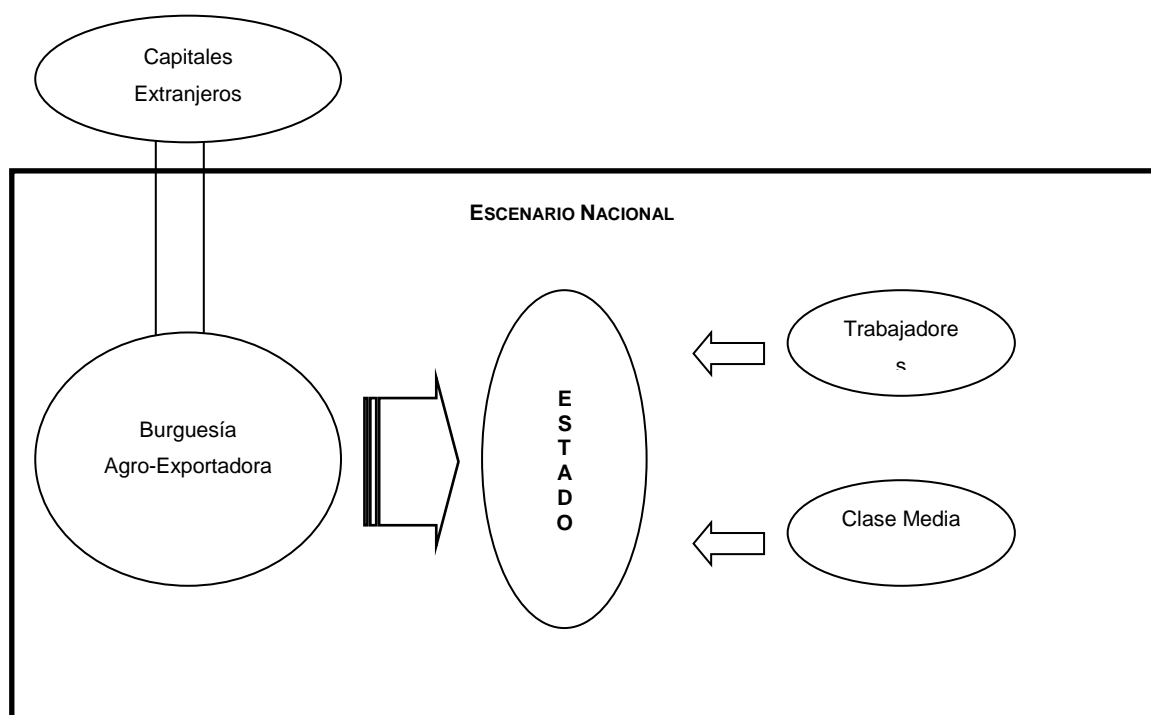 Capitales
Extranjeros
ESCENARIO NACIONAL
Burguesía
Agro-Exportadora
E
S
T
A
D
O
Trabajadore
s
Clase Media